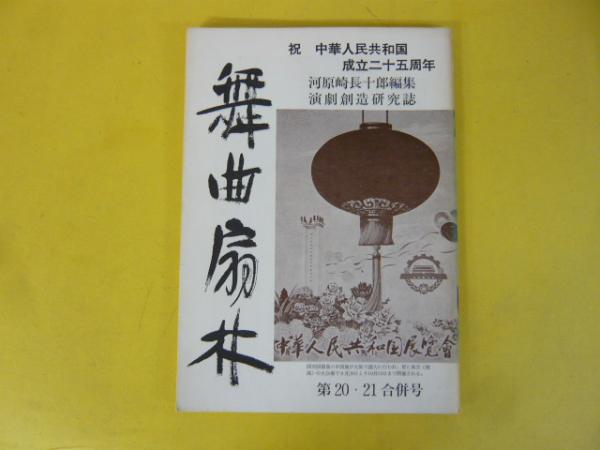 祝 中華人民共和国
成立二十五周年
河原崎長十郎編集
演劇創造研究誌
舞曲扇林
中華人民共和国展覧會
第20・21合併号